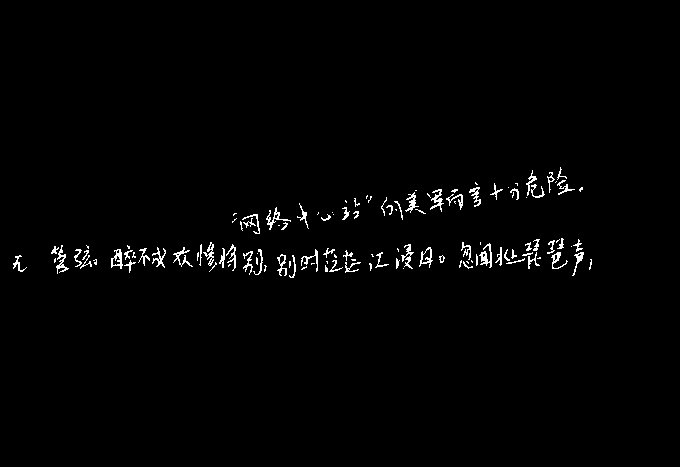 “网络中心站”的美军而言十分危险。
无 管弦。醉不成欢惨将别,别时茫茫江浸月。忽闻水上琵琶声,